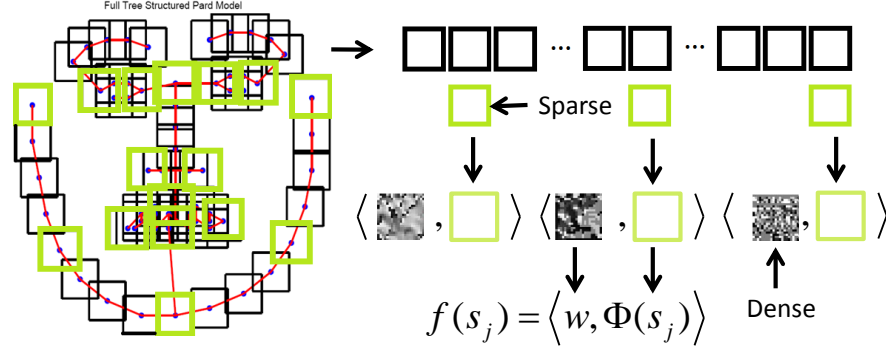 Full Tree Structured Pard Model
... ...
Sparse
⟨ , ⟩ ⟨ , ⟩ ⟨ , ⟩
f(s_j) = ⟨w, Φ(s_j)⟩
Dense